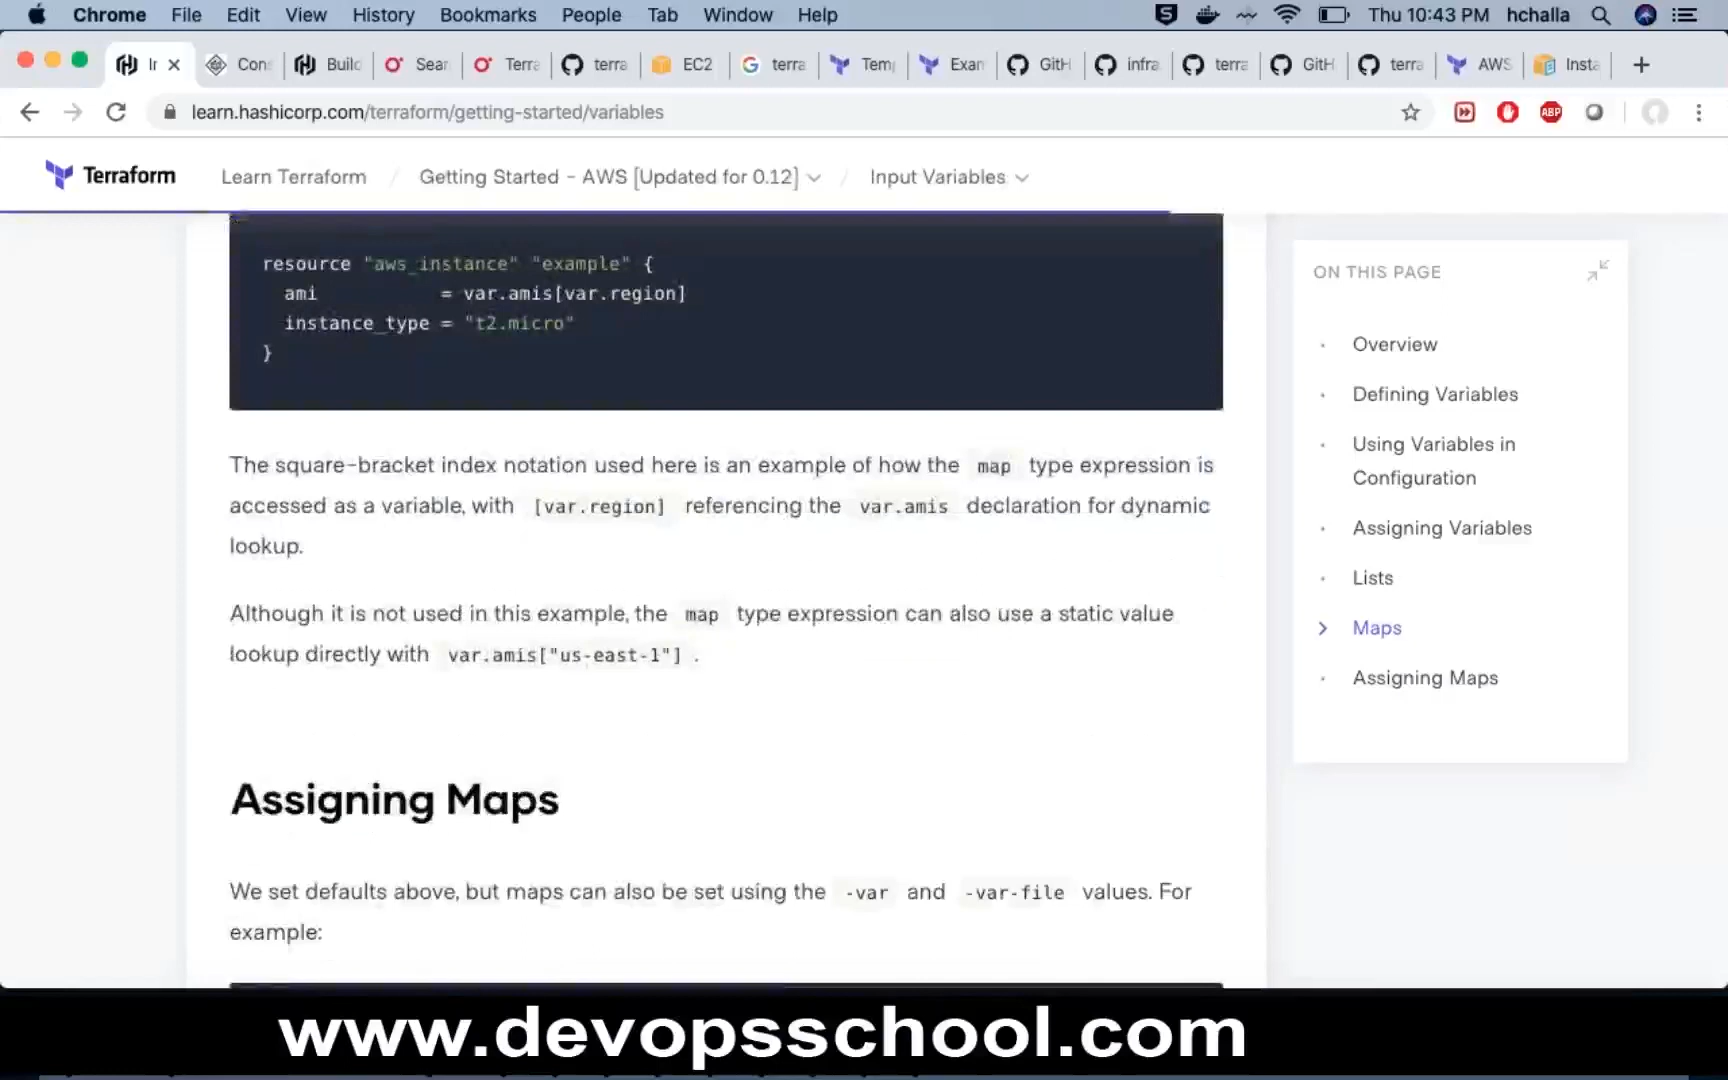 Chrome File Edit View History Bookmarks People Tab Window Help Thu 10:43 PM hchalla
Ir Con Builc Sear Terra terra EC2 terra Tem Exan GitH infra terra GitH terra AWS Insta
learn.hashicorp.com/terraform/getting-started/variables
Terraform Learn Terraform / Getting Started - AWS [Updated for 0.12] / Input Variables
resource "aws_instance" "example" {
ami = var.amis[var.region]
instance_type = "t2.micro"
}
The square-bracket index notation used here is an example of how the map type expression is
accessed as a variable, with [var.region] referencing the var.amis declaration for dynamic
lookup.
Although it is not used in this example, the map type expression can also use a static value
lookup directly with var.amis["us-east-1"] .
Assigning Maps
We set defaults above, but maps can also be set using the -var and -var-file values. For
example:
ON THIS PAGE
Overview
Defining Variables
Using Variables in
Configuration
Assigning Variables
Lists
Maps
Assigning Maps
ABP
www.devopsschool.com